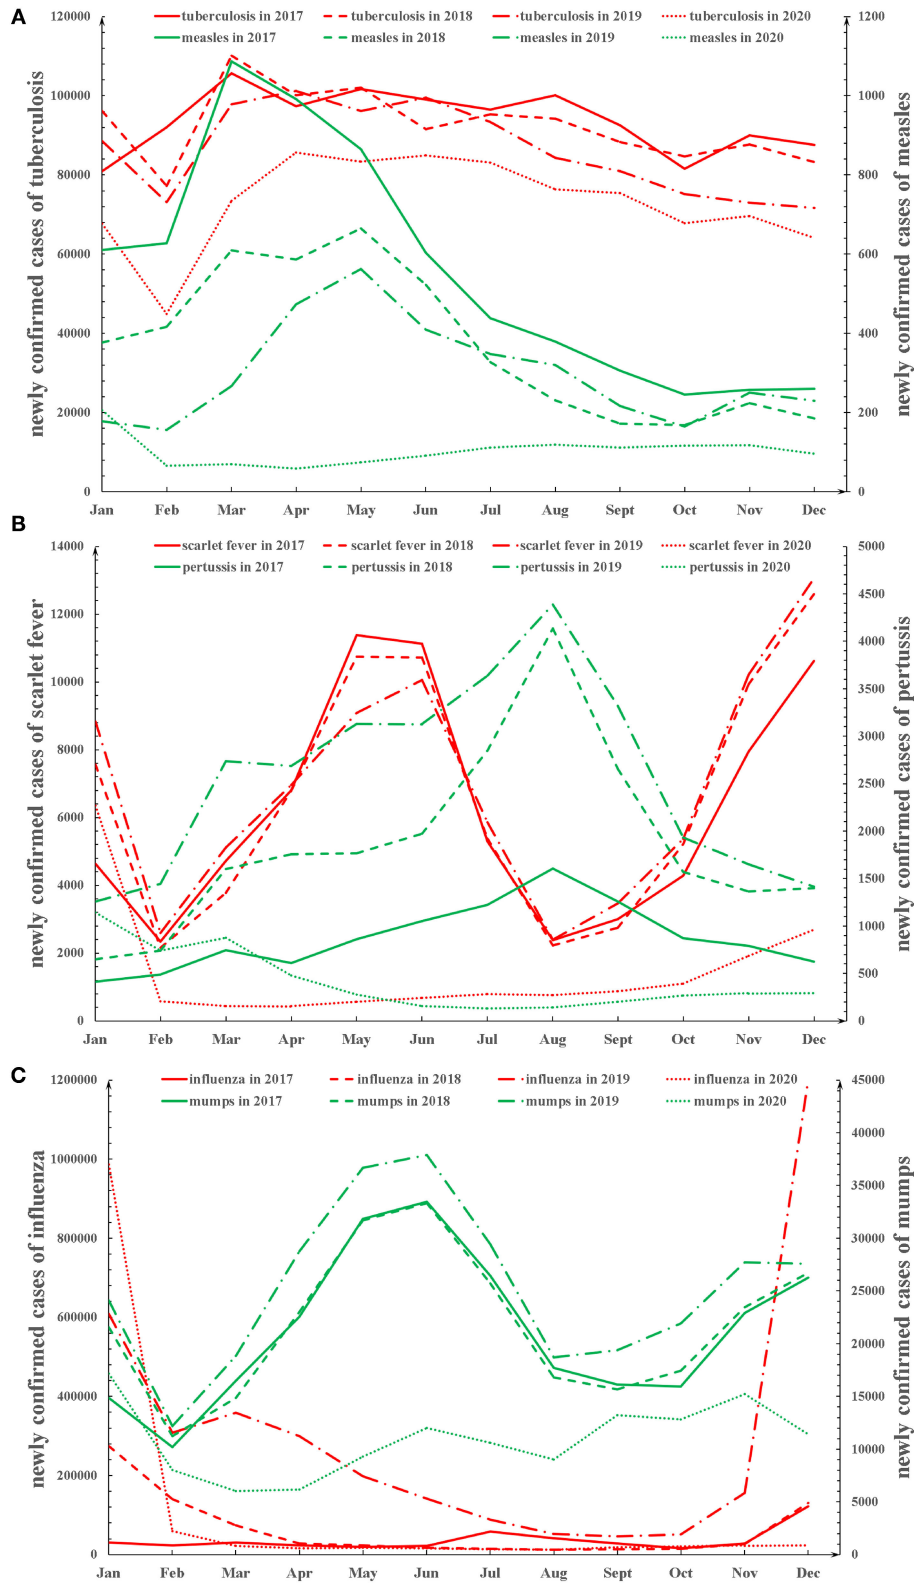 A
120000 tuberculosis in 2017 tuberculosis in 2018 tuberculosis in 2019 tuberculosis in 2020 1200
measles in 2017 measles in 2018 measles in 2019 measles in 2020
100000 1000
80000 800
60000 600
40000 400
20000 200
0 0
newly confirmed cases of tuberculosis
newly confirmed cases of measles
Jan Feb Mar Apr May Jun Jul Aug Sept Oct Nov Dec
B
14000 scarlet fever in 2017 scarlet fever in 2018 scarlet fever in 2019 scarlet fever in 2020 5000
pertussis in 2017 pertussis in 2018 pertussis in 2019 pertussis in 2020
4500
12000
4000
10000
3500
8000
3000
2500
6000
2000
4000
1500
1000
2000
500
0 0
newly confirmed cases of scarlet fever
newly confirmed cases of pertussis
Jan Feb Mar Apr May Jun Jul Aug Sept Oct Nov Dec
C
1200000 influenza in 2017 influenza in 2018 influenza in 2019 influenza in 2020 45000
mumps in 2017 mumps in 2018 mumps in 2019 mumps in 2020
40000
1000000
35000
800000
30000
25000
600000
20000
400000
15000
10000
200000
5000
0 0
newly confirmed cases of influenza
newly confirmed cases of mumps
Jan Feb Mar Apr May Jun Jul Aug Sept Oct Nov Dec